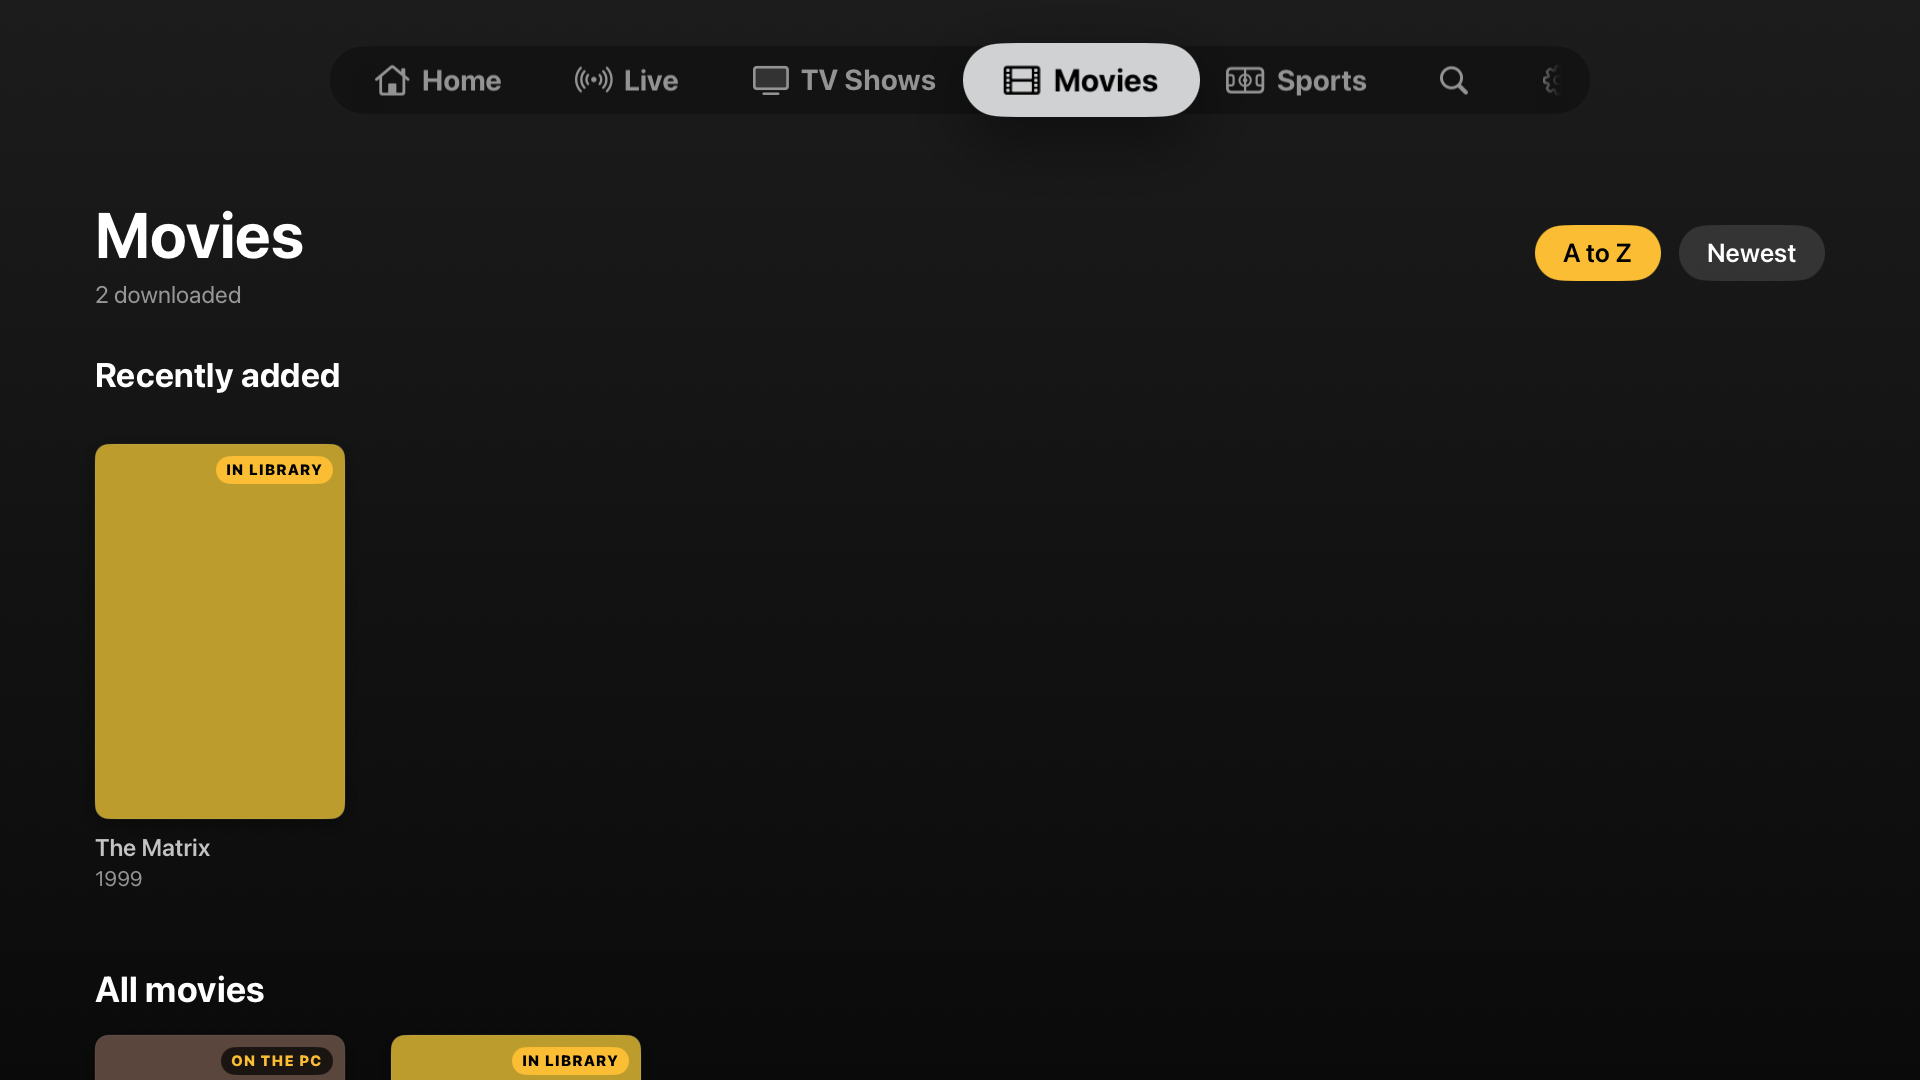 Home Live TV Shows Movies Sports
Movies
A to Z Newest
2 downloaded
Recently added
IN LIBRARY
The Matrix
1999
All movies
ON THE PC IN LIBRARY